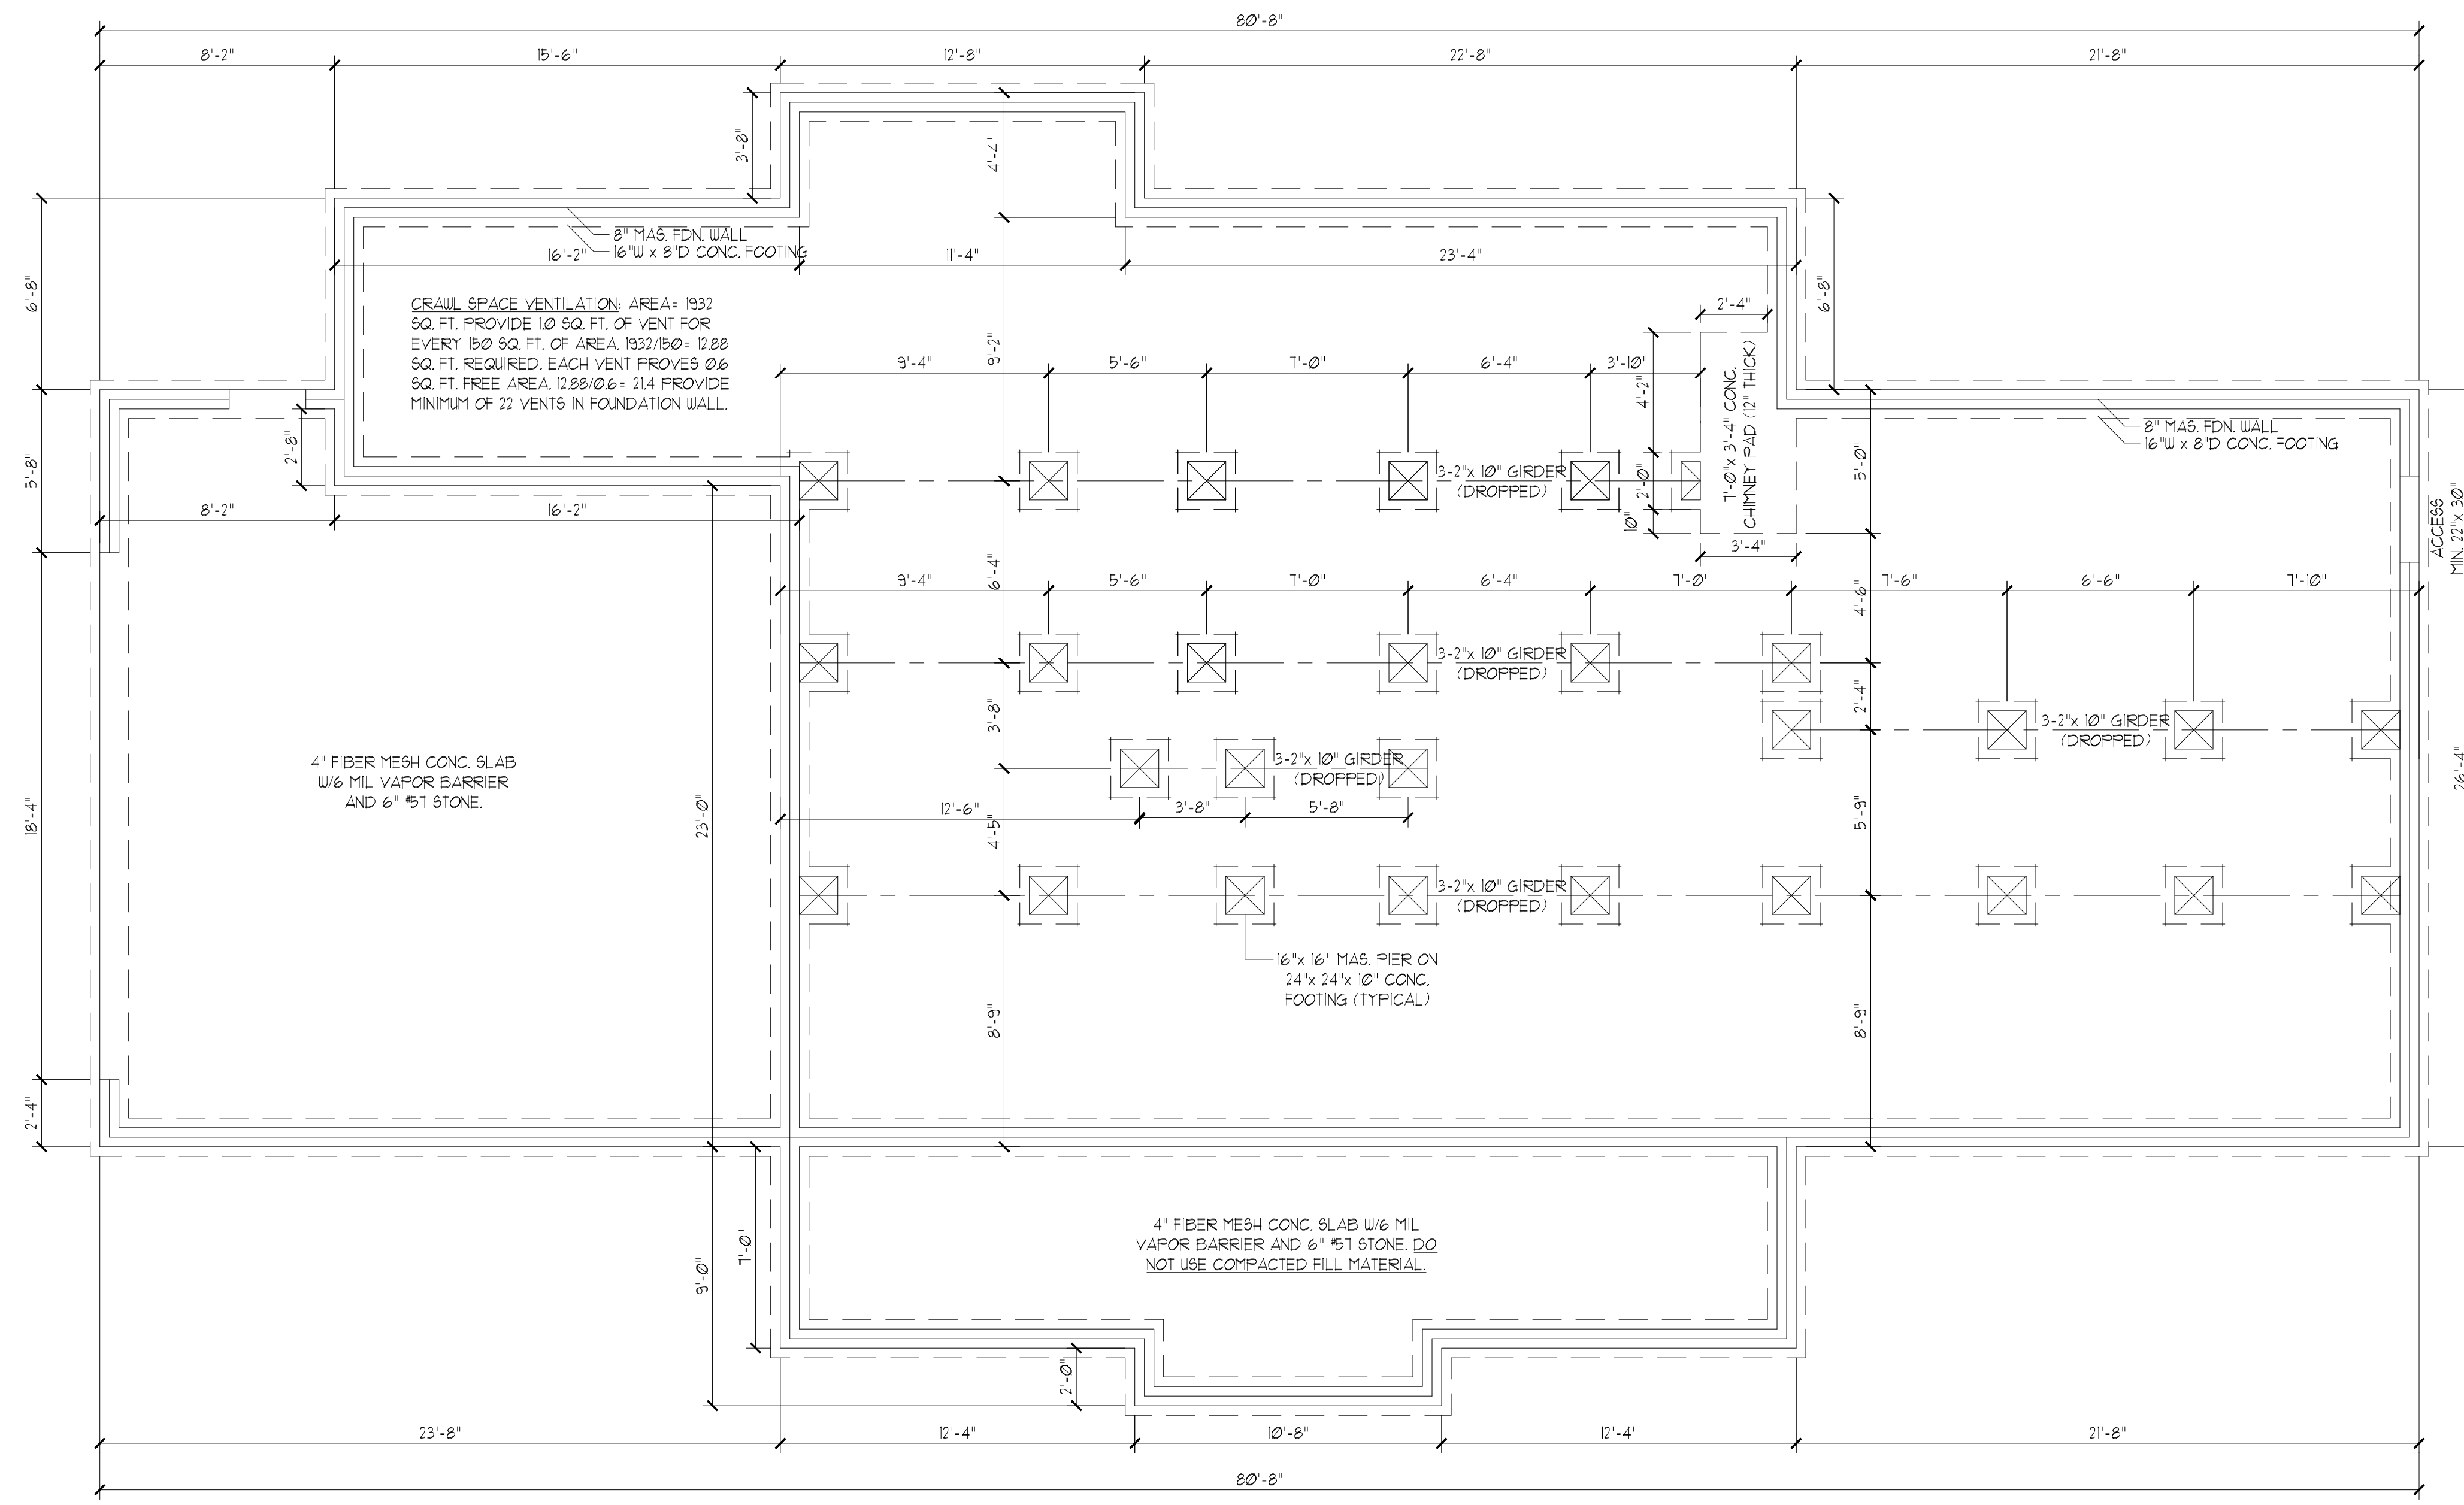 80'-8"
8'-2"
15'-6"
12'-8"
22'-8"
21'-8"
3'-8"
4'-4"
8" MAS. FDN. WALL
16"W x 8"D CONC. FOOTING
16'-2"
11'-4"
23'-4"
6'-8"
6'-8"
CRAWL SPACE VENTILATION: AREA= 1932
SQ. FT. PROVIDE 1.0 SQ. FT. OF VENT FOR
EVERY 150 SQ. FT. OF AREA. 1932/150= 12.88
SQ. FT. REQUIRED. EACH VENT PROVES 0.6
SQ. FT. FREE AREA. 12.88/0.6= 21.4 PROVIDE
MINIMUM OF 22 VENTS IN FOUNDATION WALL.
2'-4"
9'-2"
9'-4"
5'-6"
7'-0"
6'-4"
3'-10"
4'-2"
7'-0"x 3'-4" CONC.
CHIMNEY PAD (12" THICK)
8" MAS. FDN. WALL
16"W x 8"D CONC. FOOTING
5'-8"
2'-8"
5'-0"
3-2"x 10" GIRDER
(DROPPED)
2'-0"
10"
8'-2"
16'-2"
3'-4"
ACCESS
MIN. 22"x 30"
6'-4"
9'-4"
5'-6"
7'-0"
6'-4"
7'-0"
4'-6"
7'-6"
6'-6"
7'-10"
3-2"x 10" GIRDER
(DROPPED)
3'-8"
2'-4"
3-2"x 10" GIRDER
(DROPPED)
4" FIBER MESH CONC. SLAB
W/6 MIL VAPOR BARRIER
AND 6" #57 STONE.
3-2"x 10" GIRDER
(DROPPED)
26'-4"
18'-4"
23'-0"
12'-6"
3'-8"
5'-8"
4'-5"
5'-9"
3-2"x 10" GIRDER
(DROPPED)
16"x 16" MAS. PIER ON
24"x 24"x 10" CONC.
FOOTING (TYPICAL)
8'-9"
8'-9"
2'-4"
4" FIBER MESH CONC. SLAB W/6 MIL
VAPOR BARRIER AND 6" #57 STONE. DO
NOT USE COMPACTED FILL MATERIAL.
7'-0"
9'-0"
2'-0"
23'-8"
12'-4"
10'-8"
12'-4"
21'-8"
80'-8"